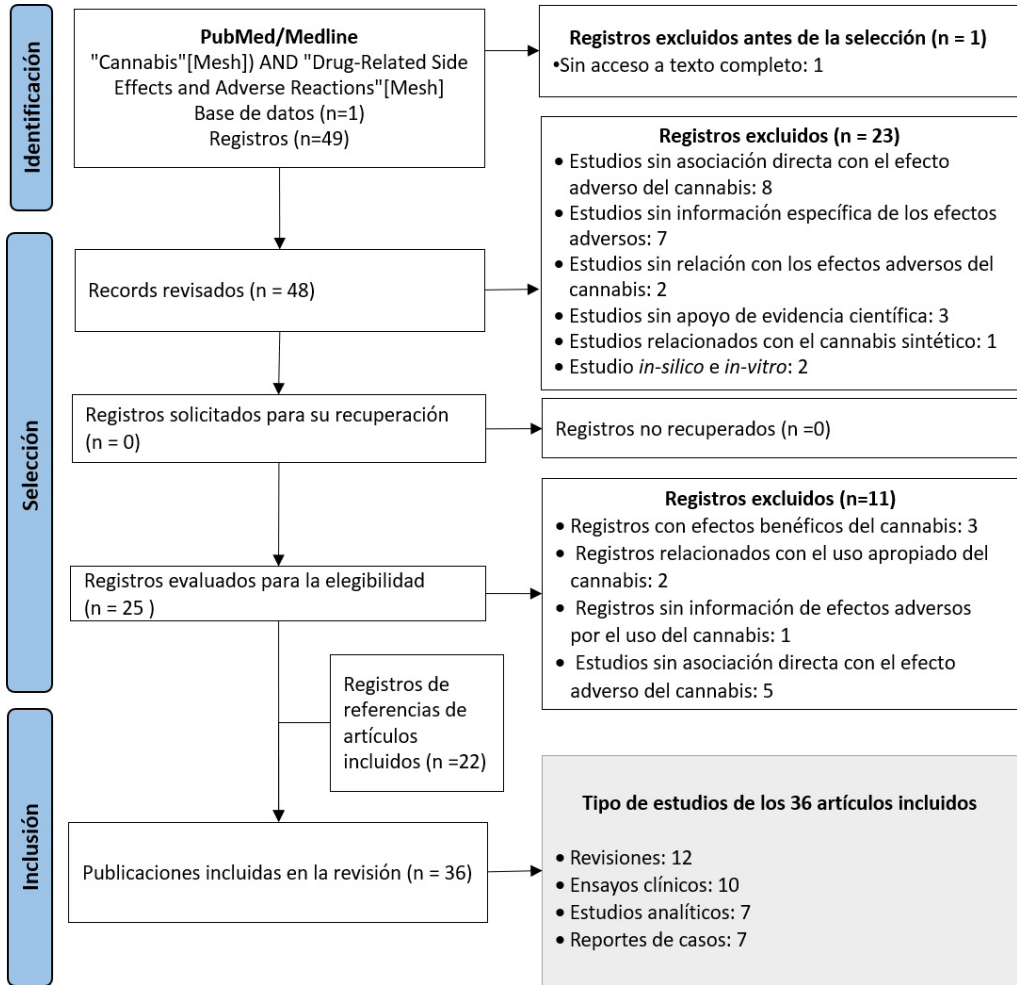 Identificación
PubMed/Medline
"Cannabis"[Mesh]) AND "Drug-Related Side
Effects and Adverse Reactions"[Mesh]
Base de datos (n=1)
Registros (n=49)
Registros excluidos antes de la selección (n = 1)
•Sin acceso a texto completo: 1
Registros excluidos (n = 23)
• Estudios sin asociación directa con el efecto
adverso del cannabis: 8
• Estudios sin información específica de los efectos
adversos: 7
• Estudios sin relación con los efectos adversos del
cannabis: 2
• Estudios sin apoyo de evidencia científica: 3
• Estudios relacionados con el cannabis sintético: 1
• Estudio in-silico e in-vitro: 2
Selección
Records revisados (n = 48)
Registros solicitados para su recuperación
(n = 0)
Registros no recuperados (n =0)
Registros evaluados para la elegibilidad
(n = 25 )
Registros excluidos (n=11)
• Registros con efectos benéficos del cannabis: 3
• Registros relacionados con el uso apropiado del
cannabis: 2
• Registros sin información de efectos adversos
por el uso del cannabis: 1
• Estudios sin asociación directa con el efecto
adverso del cannabis: 5
Registros de
referencias de
artículos
incluidos (n =22)
Inclusión
Publicaciones incluidas en la revisión (n = 36)
Tipo de estudios de los 36 artículos incluidos
• Revisiones: 12
• Ensayos clínicos: 10
• Estudios analíticos: 7
• Reportes de casos: 7